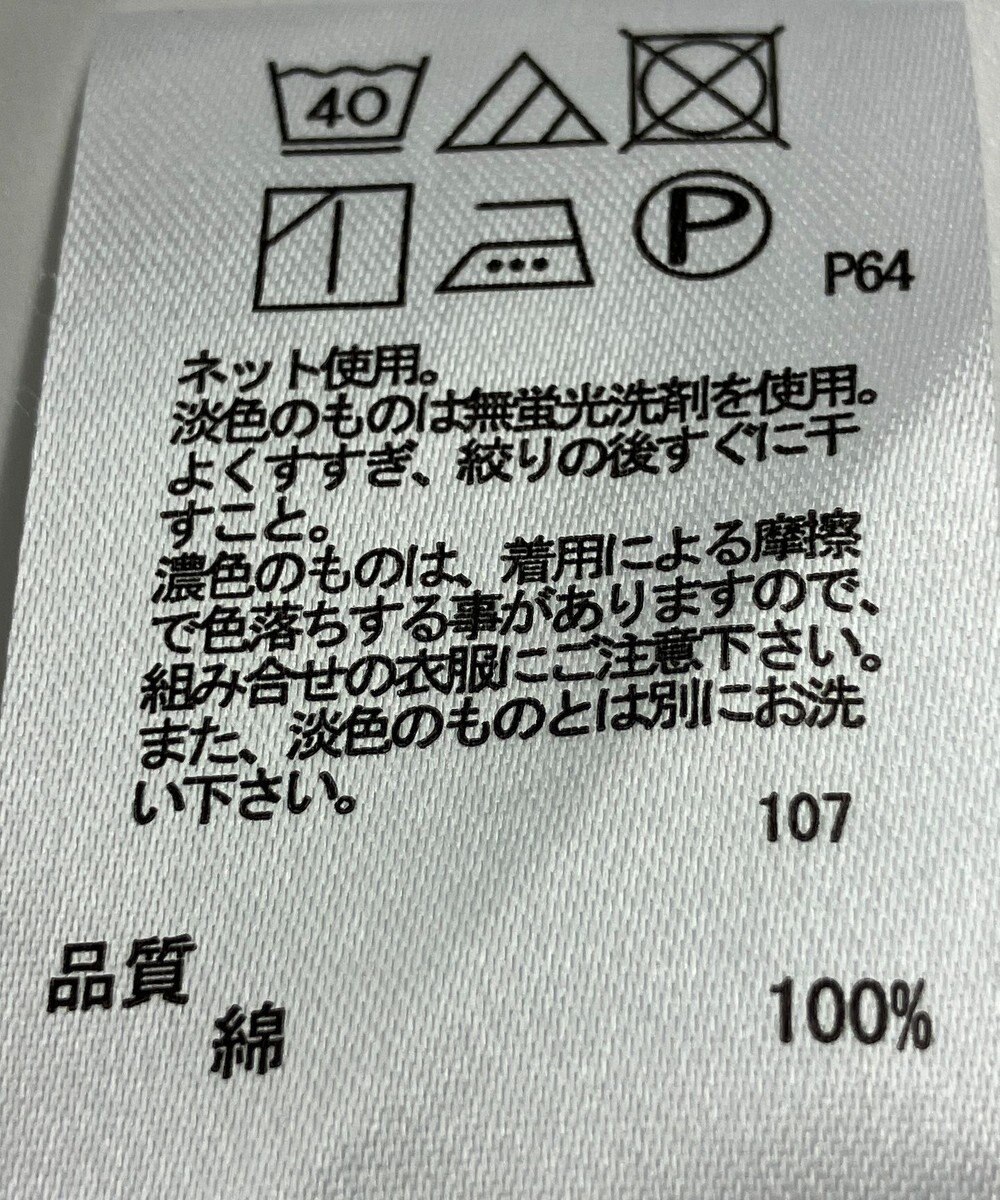 40
P
P64
ネット使用。
淡色のものは無蛍光洗剤を使用。
よくすすぎ、絞りの後すぐに干
すこと。
濃色のものは、着用による摩擦
で色落ちする事がありますので、
組み合せの衣服にご注意下さい。
また、淡色のものとは別にお洗
い下さい。
107
品質
綿 100%